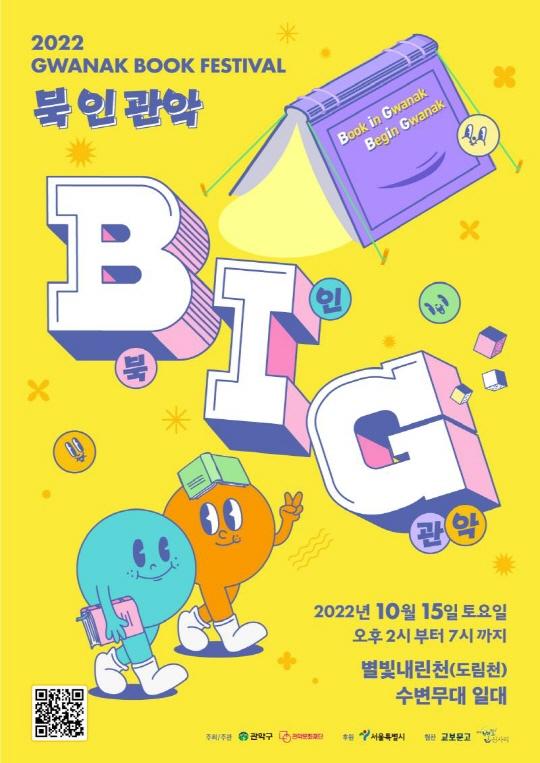 2022
GWANAK BOOK FESTIVAL
북 인 관악
Book in Gwanak
Begin Gwanak
BIG
북
인
관 악
2022년 10월 15일 토요일
오후 2시 부터 7시 까지
별빛내린천(도림천)
수변무대 일대
주최/주관 관악구 관악문화재단 후원 서울특별시 협찬 교보문고